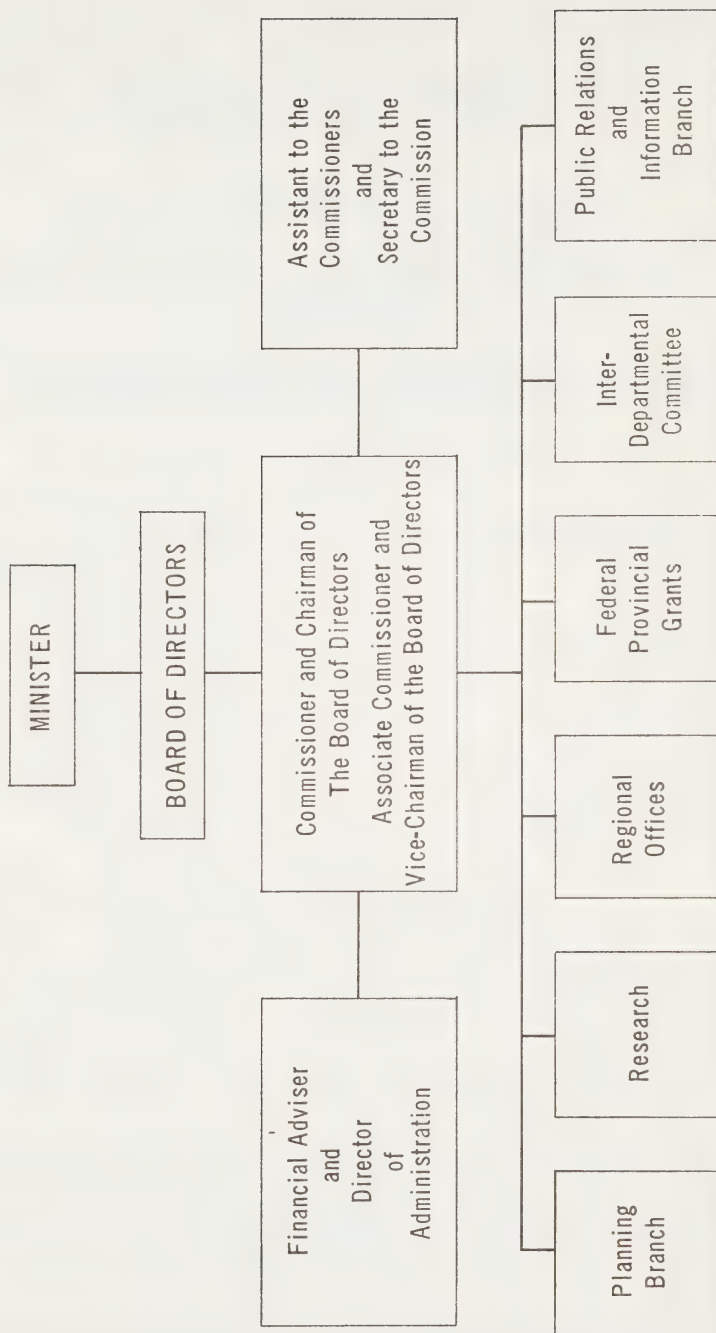 MINISTER
BOARD OF DIRECTORS
Financial Adviser
and
Director
of
Administration
Commissioner and Chairman of
The Board of Directors
Associate Commissioner and
Vice-Chairman of the Board of Directors
Assistant to the
Commissioners
and
Secretary to the
Commission
Planning
Branch
Research
Regional
Offices
Federal
Provincial
Grants
Inter-
Departmental
Committee
Public Relations
and
Information
Branch